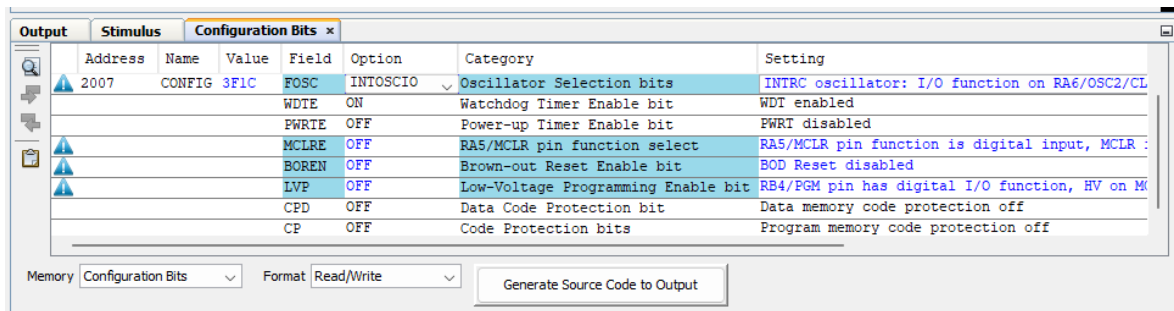 Output Stimulus Configuration Bits ×
Address Name Value Field Option Category Setting
2007 CONFIG 3F1C FOSC INTOSCIO Oscillator Selection bits INTRC oscillator: I/O function on RA6/OSC2/CL
WDTE ON Watchdog Timer Enable bit WDT enabled
PWRTE OFF Power-up Timer Enable bit PWRT disabled
MCLRE OFF RA5/MCLR pin function select RA5/MCLR pin function is digital input, MCLR
BOREN OFF Brown-out Reset Enable bit BOD Reset disabled
LVP OFF Low-Voltage Programming Enable bit RB4/PGM pin has digital I/O function, HV on MC
CPD OFF Data Code Protection bit Data memory code protection off
CP OFF Code Protection bits Program memory code protection off
Memory Configuration Bits Format Read/Write Generate Source Code to Output